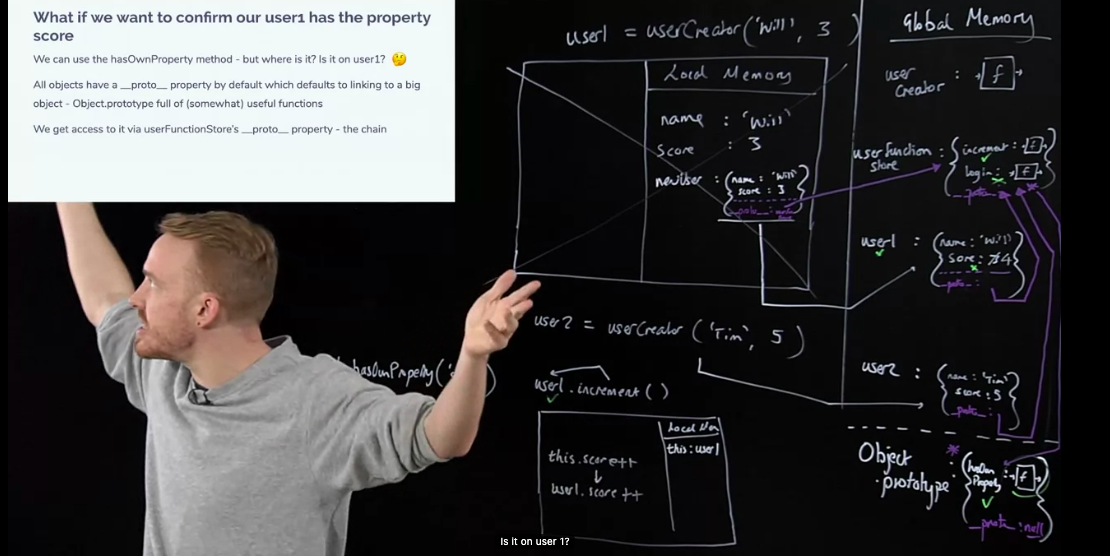 What if we want to confirm our user1 has the property
score
We can use the hasOwnProperty method - but where is it? Is it on user1? 🤔
All objects have a __proto__ property by default which defaults to linking to a big
object - Object.prototype full of (somewhat) useful functions
We get access to it via userFunctionStore's __proto__ property - the chain
user1 = userCreator('Will', 3 )
Local Memory
name : 'Will'
score : 3
newUser : { name : 'Will'
score : 3
__proto__ :
}
user2 = userCreator ('Tim', 5 )
hasOwnProperty('
)
user1.increment ( )
Local Mem
this : user1
this.score++
↓
user1.score++
Global Memory
user
Creator : f
user function
store : { increment : f
login : f
__proto__ }
user1 : { name : 'Will'
score : 4
__proto__ : }
user2 : { name : 'Tim'
score : 5
__proto__ : }
Object
.prototype : { hasOwn
Property : f
__proto__ : null }
Is it on user 1?